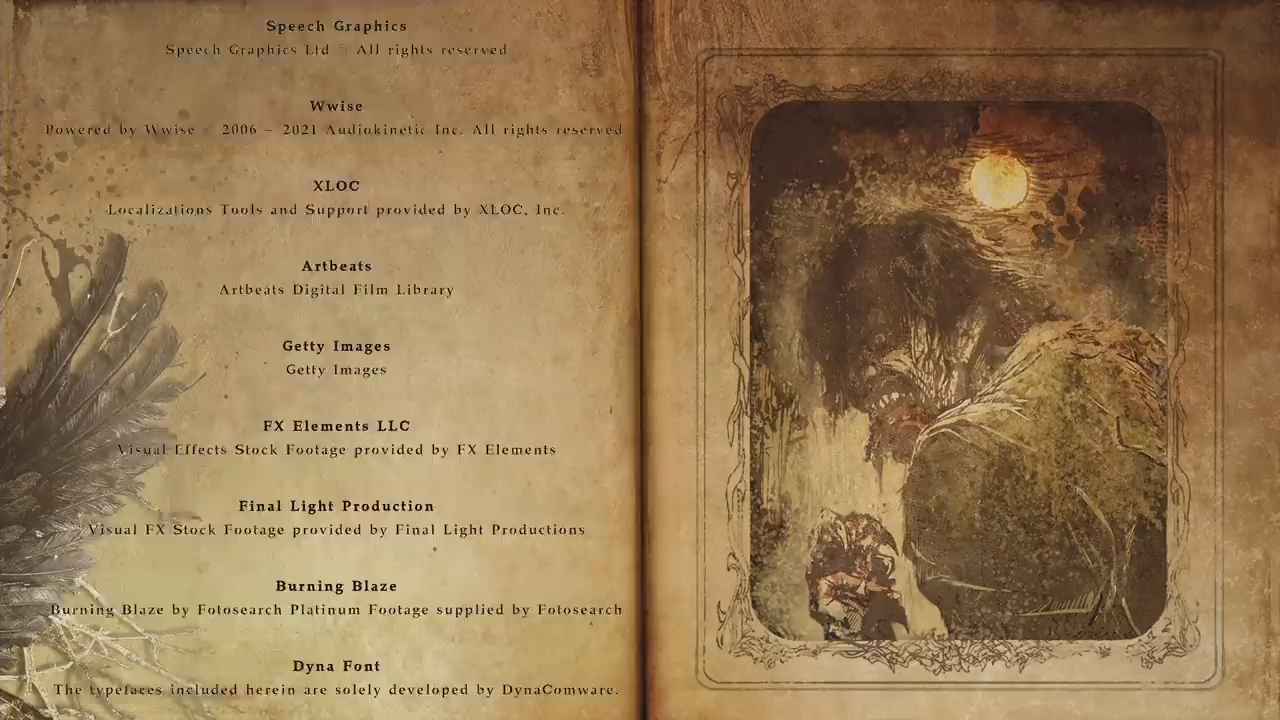 Speech Graphics
Speech Graphics Ltd © All rights reserved
Wwise
Powered by Wwise © 2006 – 2021 Audiokinetic Inc. All rights reserved
XLOC
Localizations Tools and Support provided by XLOC, Inc.
Artbeats
Artbeats Digital Film Library
Getty Images
Getty Images
FX Elements LLC
Visual Effects Stock Footage provided by FX Elements
Final Light Production
Visual FX Stock Footage provided by Final Light Productions
Burning Blaze
Burning Blaze by Fotosearch Platinum Footage supplied by Fotosearch
Dyna Font
The typefaces included herein are solely developed by DynaComware.